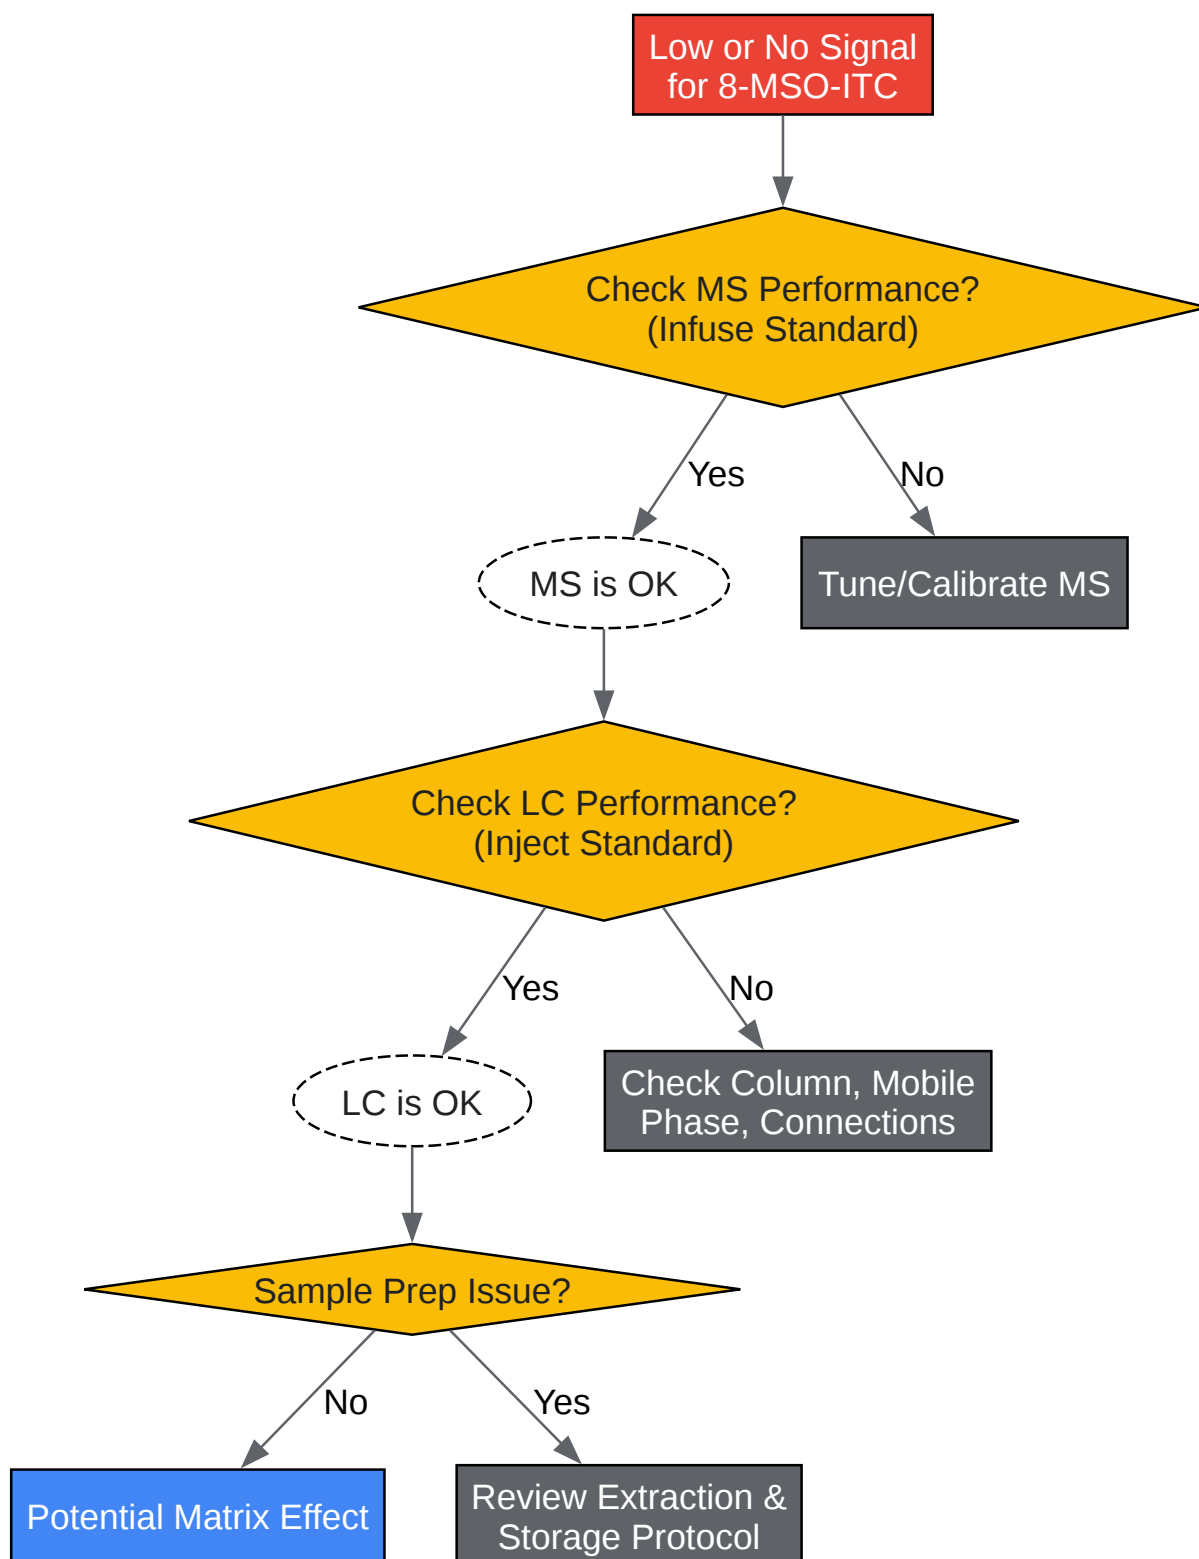 Low or No Signal
for 8-MSO-ITC
Check MS Performance?
(Infuse Standard)
Yes
No
MS is OK
Tune/Calibrate MS
Check LC Performance?
(Inject Standard)
Yes
No
LC is OK
Check Column, Mobile
Phase, Connections
Sample Prep Issue?
No
Yes
Potential Matrix Effect
Review Extraction &
Storage Protocol